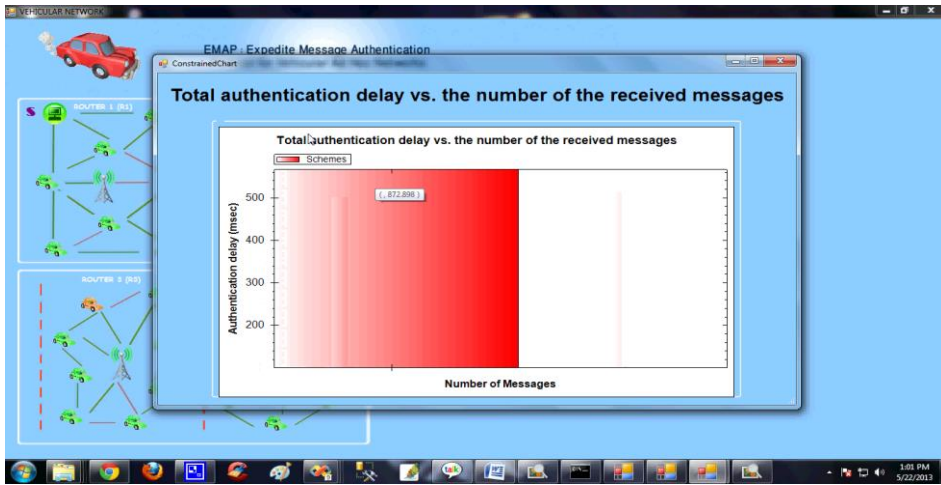 VEHICULAR NETWORK
EMAP : Expedite Message Authentication
ConstrainedChart
Total authentication delay vs. the number of the received messages
S
ROUTER 1 (R1)
Total authentication delay vs. the number of the received messages
Schemes
( , 872.898 )
500
400
300
200
Authentication delay (msec)
Number of Messages
ROUTER 3 (R3)
talk
1:01 PM
5/22/2013